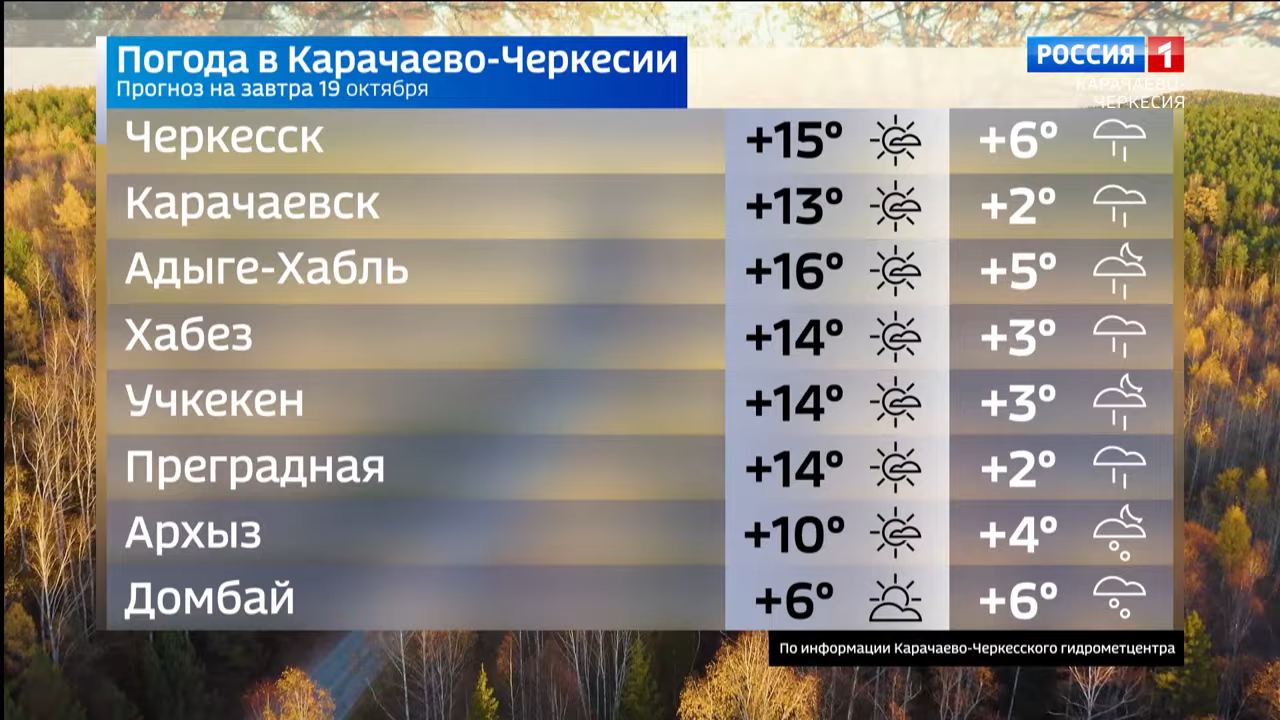 Погода в Карачаево-Черкесии
Прогноз на завтра 19 октября
РОССИЯ 1
КАРАЧАЕВО-
ЧЕРКЕСИЯ
Черкесск +15° +6°
Карачаевск +13° +2°
Адыге-Хабль +16° +5°
Хабез +14° +3°
Учкекен +14° +3°
Преградная +14° +2°
Архыз +10° +4°
Домбай +6° +6°
По информации Карачаево-Черкесского гидрометцентра